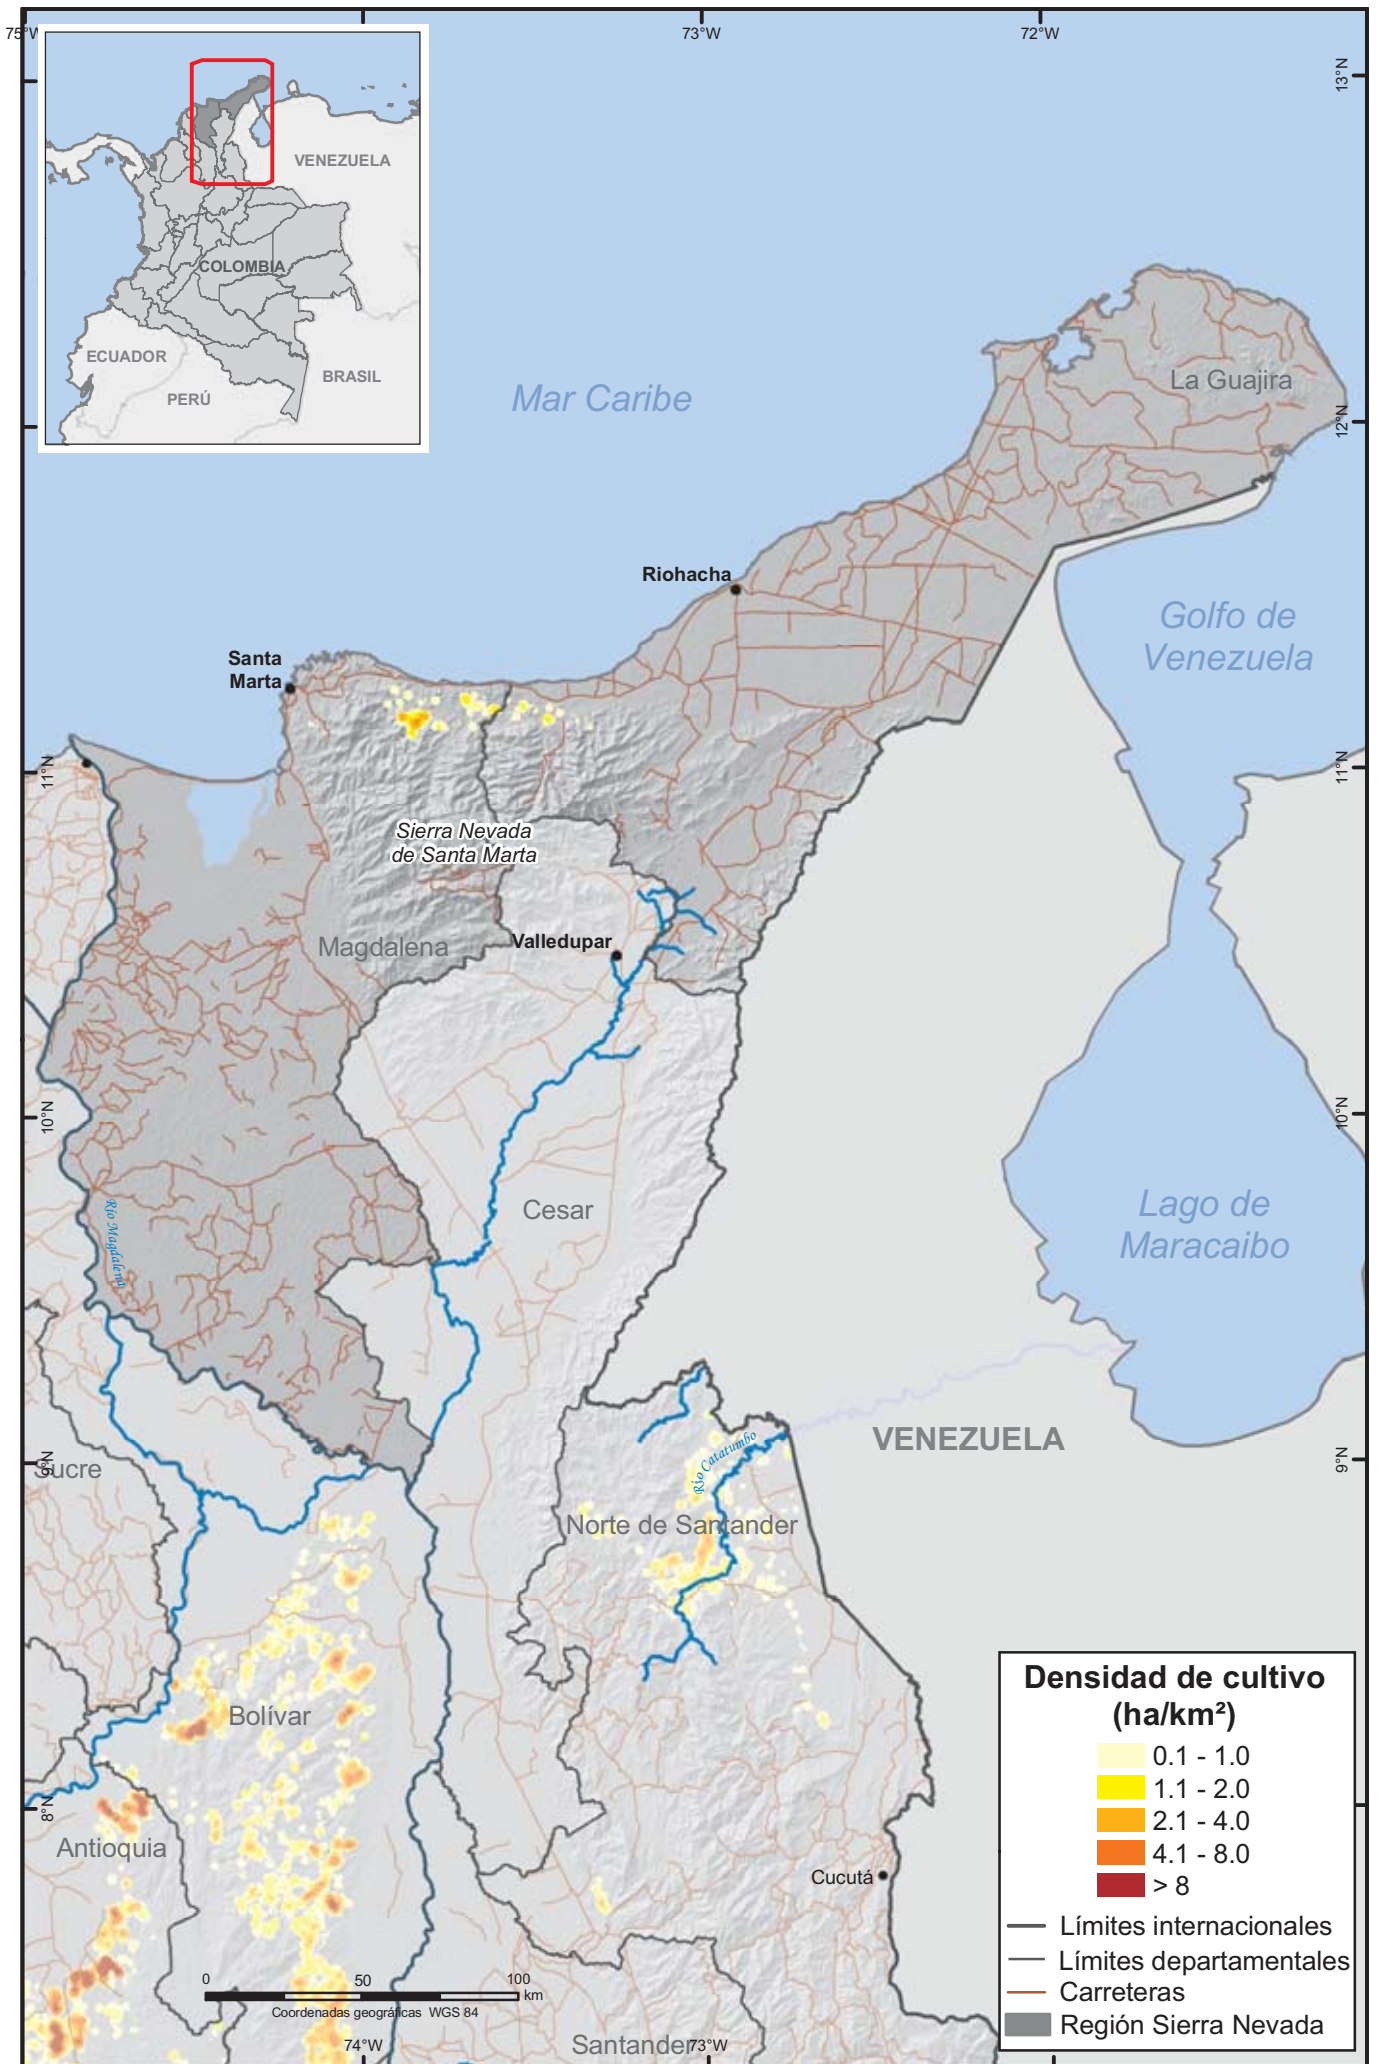 75°W
73°W
72°W
13°N
VENEZUELA
COLOMBIA
ECUADOR
PERÚ
BRASIL
Mar Caribe
La Guajira
12°N
Riohacha
Golfo de
Venezuela
Santa
Marta
11°N
11°N
Sierra Nevada
de Santa Marta
Magdalena
Valledupar
10°N
10°N
Río Magdalena
Cesar
Lago de
Maracaibo
VENEZUELA
Río Catatumbo
9°N
9°N
Sucre
Norte de Santander
Bolívar
8°N
Antioquia
Cucutá
Densidad de cultivo
(ha/km²)
0.1 - 1.0
1.1 - 2.0
2.1 - 4.0
4.1 - 8.0
> 8
Límites internacionales
Límites departamentales
Carreteras
Región Sierra Nevada
0 50 100
km
Coordenadas geográficas WGS 84
74°W
Santander
73°W